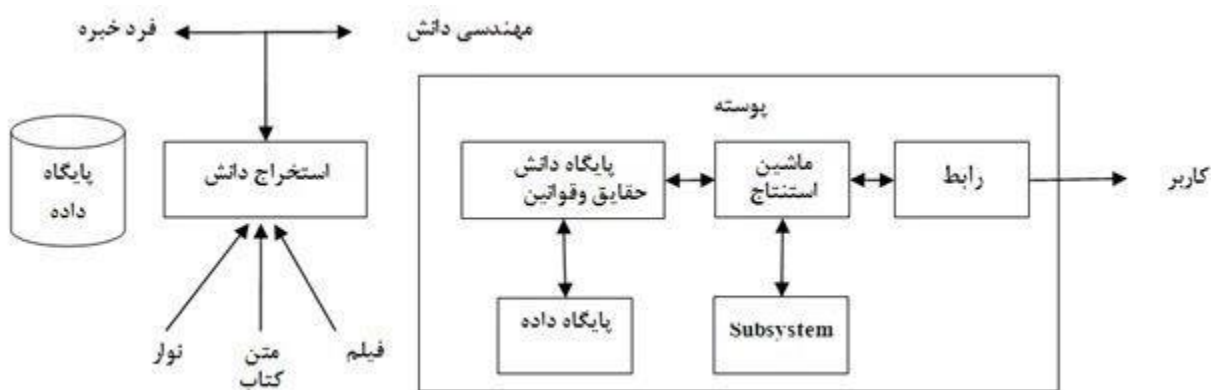 فرد خبره
مهندسی دانش
پوسته
پایگاه
داده
استخراج دانش
پایگاه دانش
حقایق وقوانین
ماشین
استنتاج
رابط
کاربر
پایگاه داده
Subsystem
نوار
متن
کتاب
فیلم